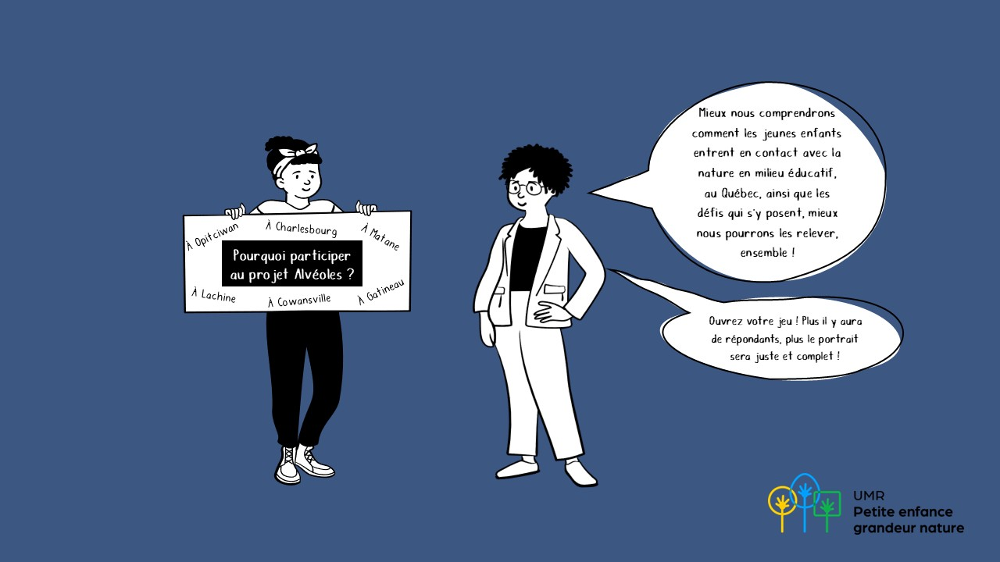 À Opitciwan
À Charlesbourg
À Matane
Pourquoi participer
au projet Alvéoles ?
À Lachine
À Cowansville
À Gatineau
Mieux nous comprendrons
comment les jeunes enfants
entrent en contact avec la
nature en milieu éducatif,
au Québec, ainsi que les
défis qui s'y posent, mieux
nous pourrons les relever,
ensemble !
Ouvrez votre jeu ! Plus il y aura
de répondants, plus le portrait
sera juste et complet !
UMR
Petite enfance
grandeur nature